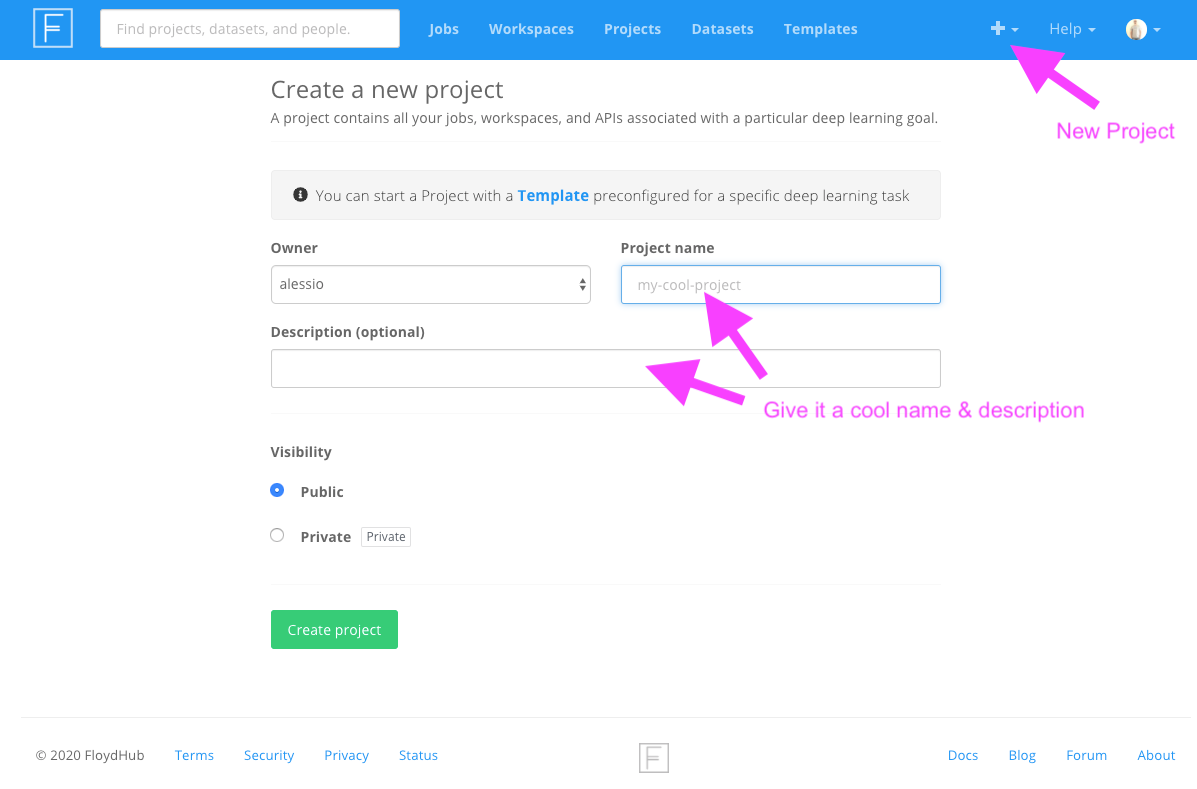 F
Find projects, datasets, and people.
Jobs
Workspaces
Projects
Datasets
Templates
Help
New Project
Create a new project
A project contains all your jobs, workspaces, and APIs associated with a particular deep learning goal.
You can start a Project with a Template preconfigured for a specific deep learning task
Owner
Project name
alessio
my-cool-project
Description (optional)
Give it a cool name & description
Visibility
Public
Private Private
Create project
© 2020 FloydHub
Terms
Security
Privacy
Status
F
Docs
Blog
Forum
About